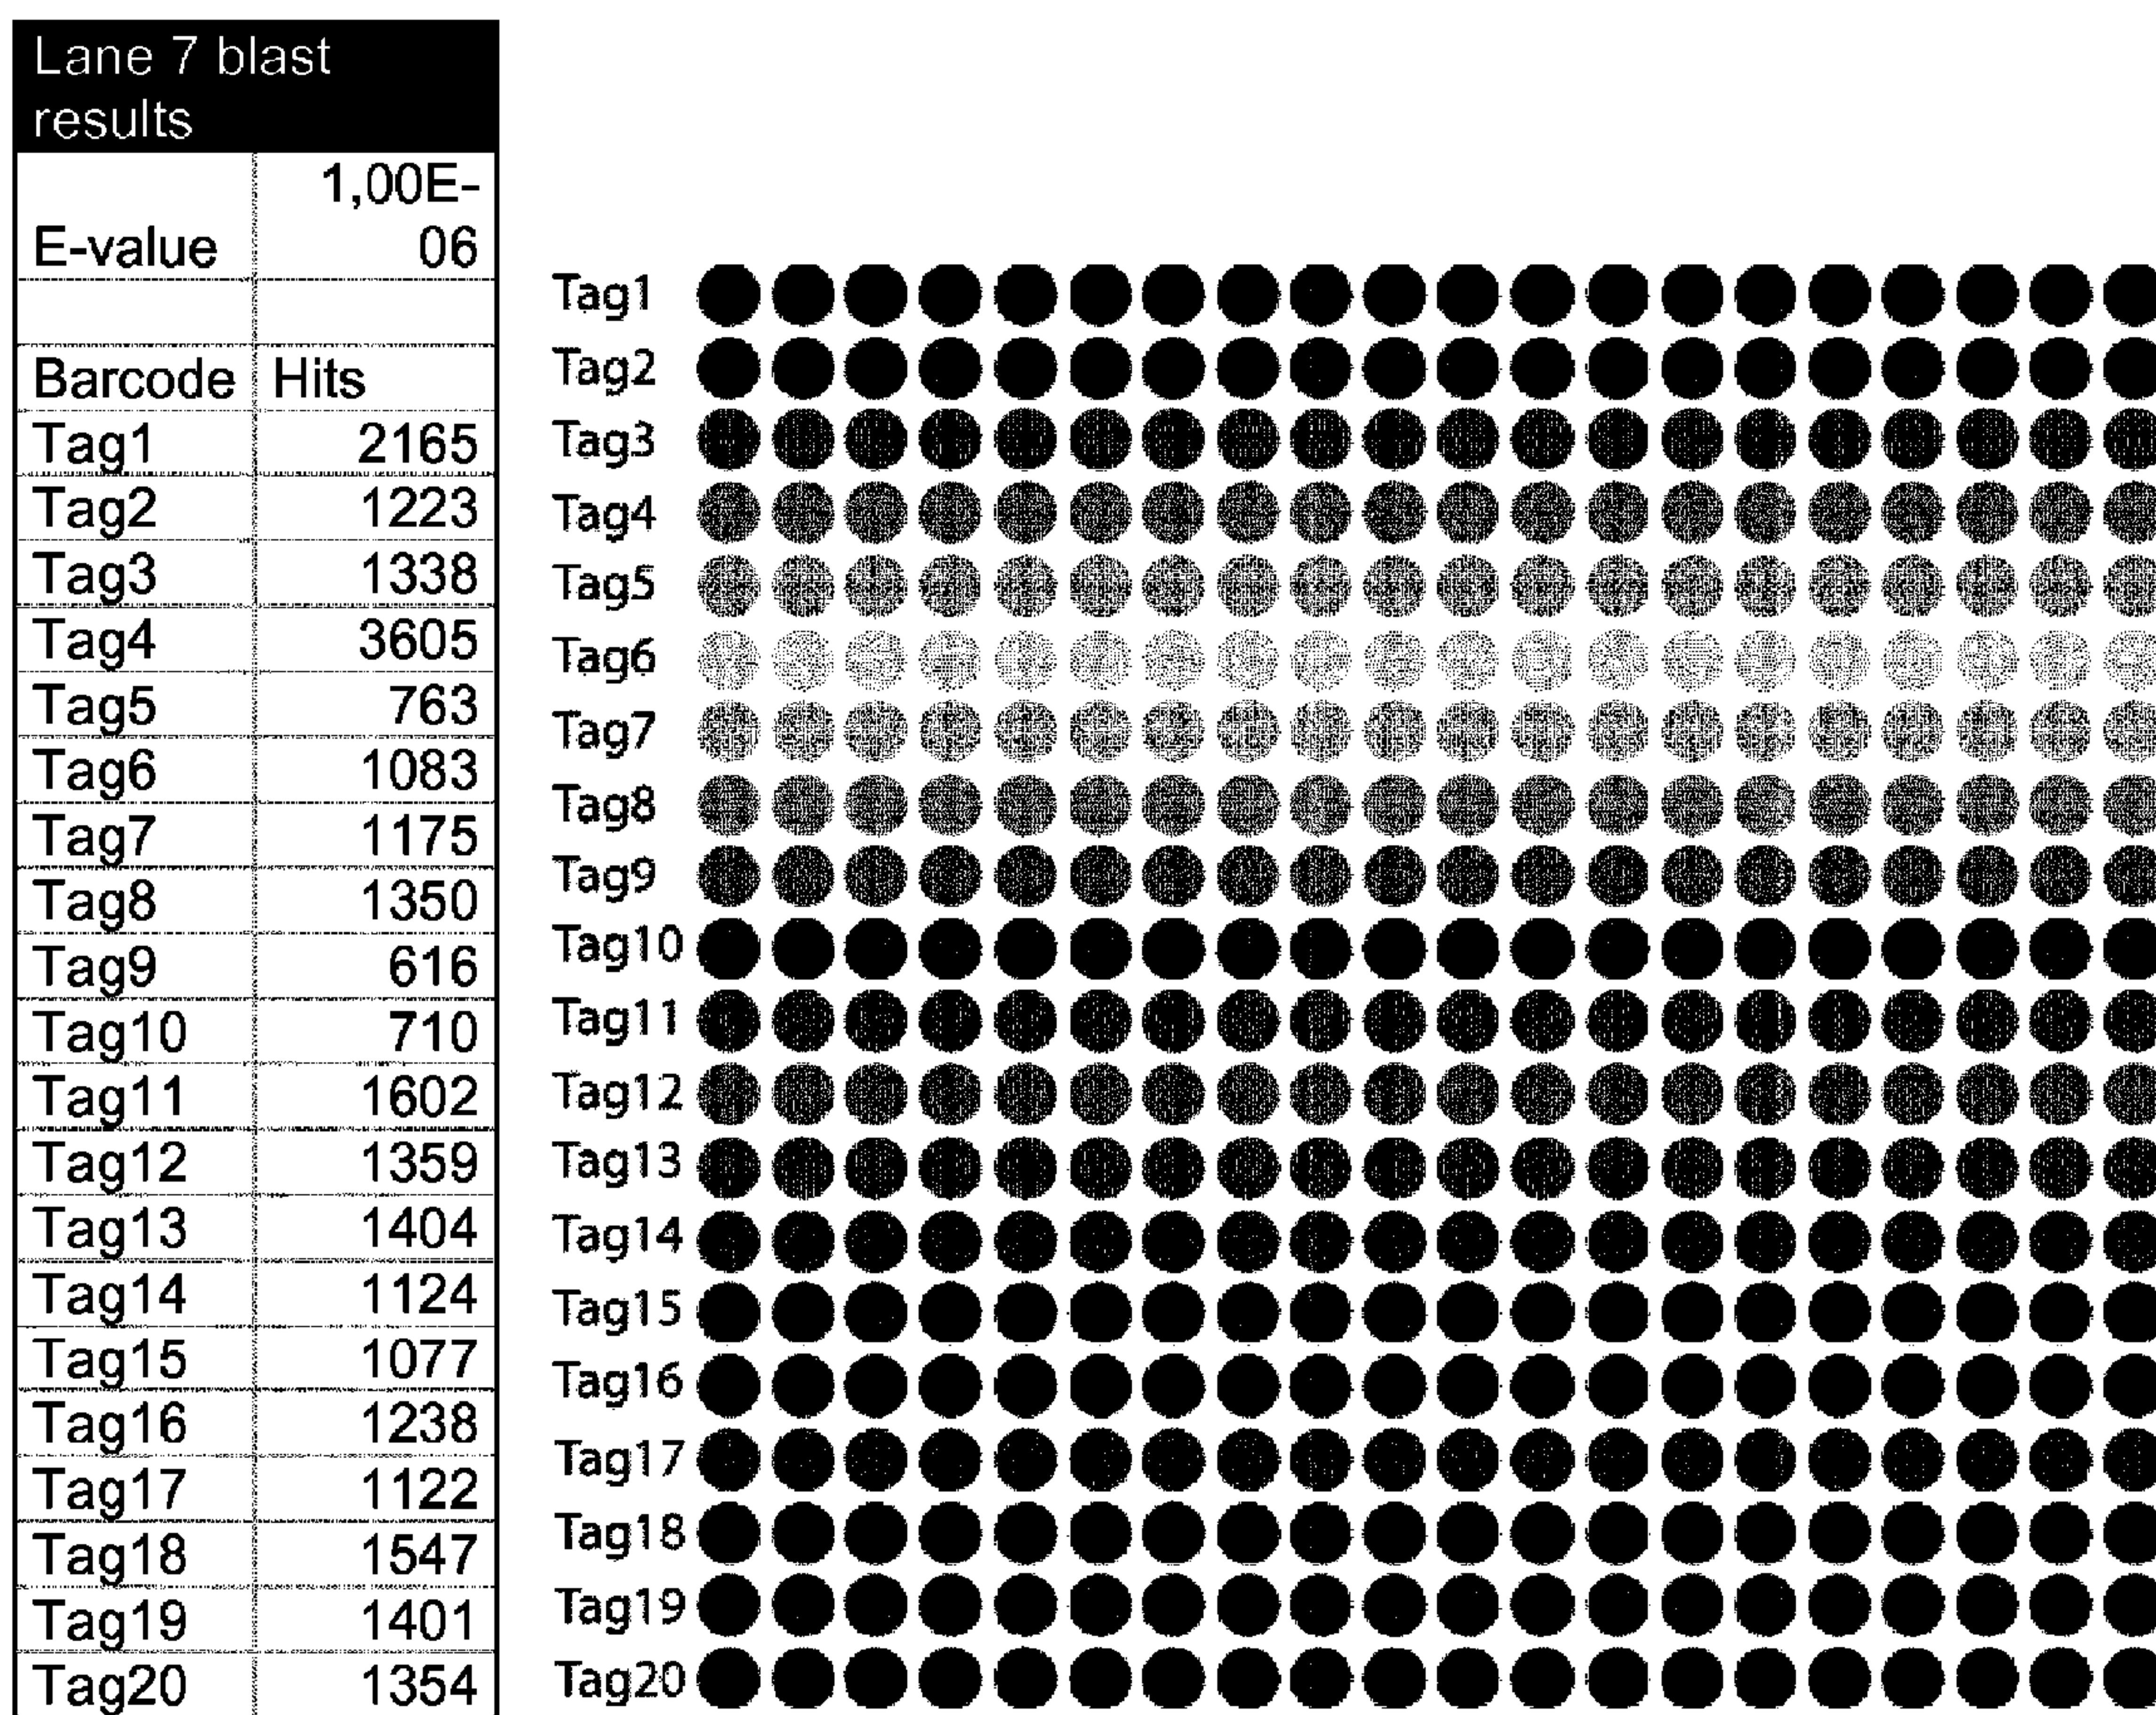 Lane 7 blast
results
1,00E-
E-value 06
Barcode Hits
Tag1 2165
Tag2 1223
Tag3 1338
Tag4 3605
Tag5 763
Tag6 1083
Tag7 1175
Tag8 1350
Tag9 616
Tag10 710
Tag11 1602
Tag12 1359
Tag13 1404
Tag14 1124
Tag15 1077
Tag16 1238
Tag17 1122
Tag18 1547
Tag19 1401
Tag20 1354
Tag1
Tag2
Tag3
Tag4
Tag5
Tag6
Tag7
Tag8
Tag9
Tag10
Tag11
Tag12
Tag13
Tag14
Tag15
Tag16
Tag17
Tag18
Tag19
Tag20